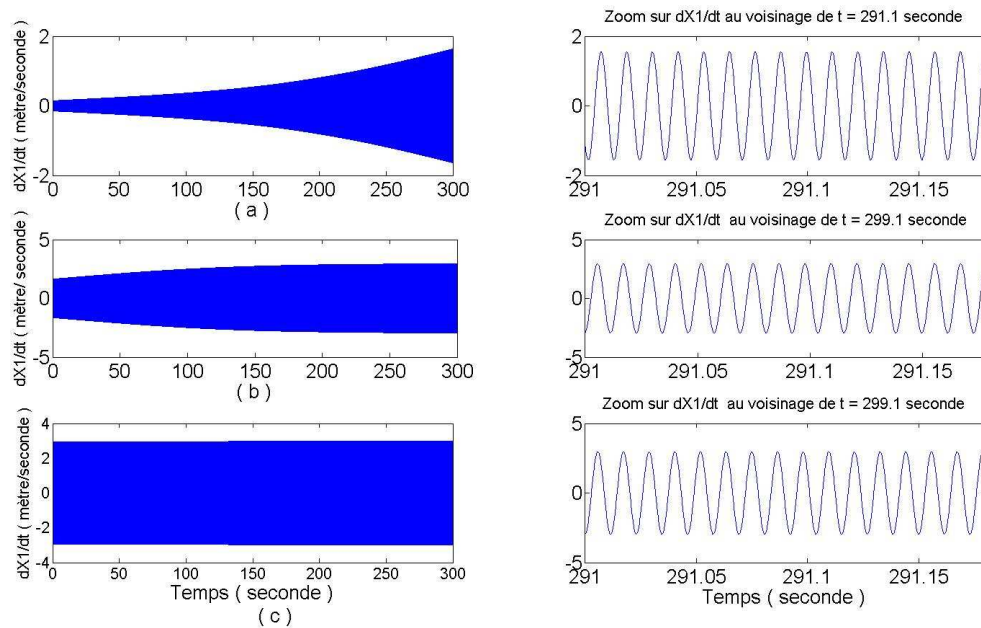 Zoom sur dX1/dt au voisinage de t = 291.1 seconde
dX1/dt ( mètre/seconde )
2
0
-2
0 50 100 150 200 250 300
( a )
2
0
-2
291 291.05 291.1 291.15
Zoom sur dX1/dt au voisinage de t = 299.1 seconde
dX1/dt ( mètre/ seconde )
5
0
-5
0 50 100 150 200 250 300
( b )
5
0
-5
291 291.05 291.1 291.15
Zoom sur dX1/dt au voisinage de t = 299.1 seconde
dX1/dt ( mètre/seconde )
4
2
0
-2
-4
0 50 100 150 200 250 300
Temps ( seconde )
( c )
5
0
-5
291 291.05 291.1 291.15
Temps ( seconde )